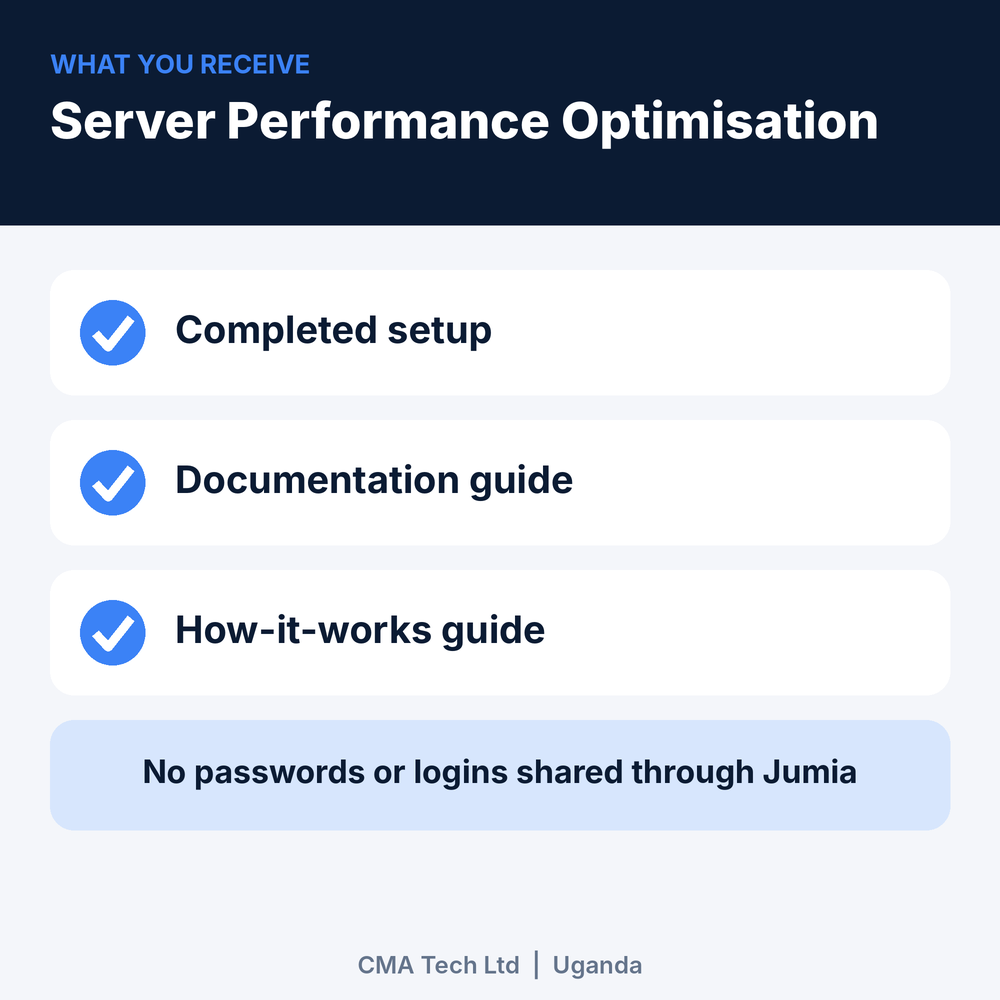 WHAT YOU RECEIVE
Server Performance Optimisation
Completed setup
Documentation guide
How-it-works guide
No passwords or logins shared through Jumia
CMA Tech Ltd | Uganda